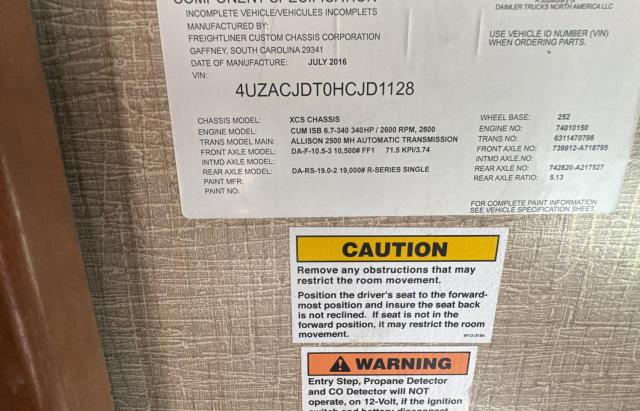 COMPONENT SPECIFICATION
A Subsidiary of
DAIMLER TRUCKS NORTH AMERICA LLC
INCOMPLETE VEHICLE/VEHICULES INCOMPLETS
MANUFACTURED BY:
FREIGHTLINER CUSTOM CHASSIS CORPORATION
GAFFNEY, SOUTH CAROLINA 29341
DATE OF MANUFACTURE: JULY 2016
USE VEHICLE ID NUMBER (VIN)
WHEN ORDERING PARTS.
VIN:
4UZACJDT0HCJD1128
CHASSIS MODEL: XCS CHASSIS WHEEL BASE: 252
ENGINE MODEL: CUM ISB 6.7-340 340HP / 2600 RPM, 2600 ENGINE NO: 74010150
TRANS MODEL MAIN: ALLISON 2500 MH AUTOMATIC TRANSMISSION TRANS NO: 6311470798
FRONT AXLE MODEL: DA-F-10.5-3 10,500# FF1 71.5 KPI/3.74 FRONT AXLE NO: 739912-A718795
INTMD AXLE MODEL: INTMD AXLE.NO:
REAR AXLE MODEL: DA-RS-19.0-2 19,000# R-SERIES SINGLE REAR AXLE NO: 742820-A217527
PAINT MFR: REAR AXLE RATIO: 5.13
PAINT NO:
FOR COMPLETE PAINT INFORMATION
SEE VEHICLE SPECIFICATION SHEET.
CAUTION
Remove any obstructions that may
restrict the room movement.
Position the driver's seat to the forward-
most position and insure the seat back
is not reclined. If seat is not in the
forward position, it may restrict the room
movement.
WARNING
Entry Step, Propane Detector
and CO Detector will NOT
operate, on 12-Volt, if the ignition
switch and battery disconnect